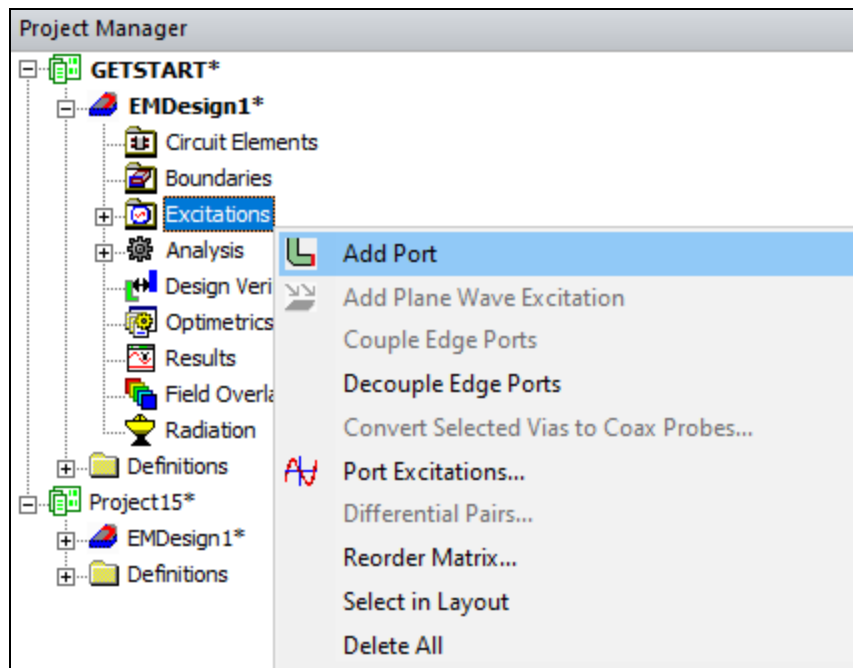 Project Manager
GETSTART*
EMDesign1*
Circuit Elements
Boundaries
Excitations
Analysis
Design Veri
Optimetrics
Results
Field Overla
Radiation
Definitions
Project15*
EMDesign1*
Definitions
Add Port
Add Plane Wave Excitation
Couple Edge Ports
Decouple Edge Ports
Convert Selected Vias to Coax Probes...
Port Excitations...
Differential Pairs...
Reorder Matrix...
Select in Layout
Delete All